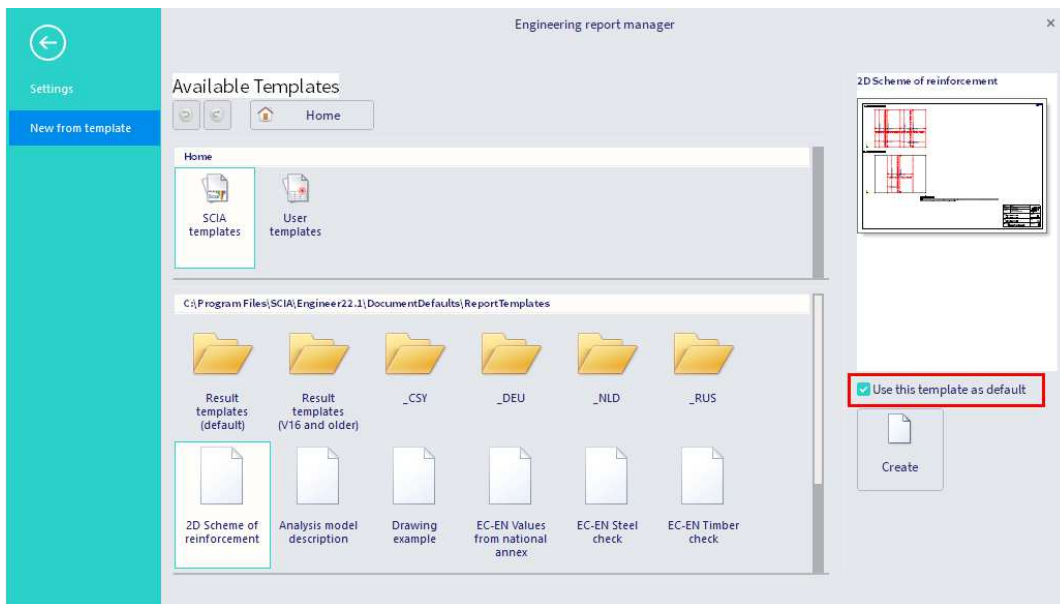 Engineering report manager
Settings
New from template
Available Templates
Home
Home
SCIA
templates
User
templates
C:\Program Files\SCIA\Engineer22.1\DocumentDefaults\ReportTemplates
Result
templates
(default)
Result
templates
(V16 and older)
_CSY
_DEU
_NLD
_RUS
2D Scheme of
reinforcement
Analysis model
description
Drawing
example
EC-EN Values
from national
annex
EC-EN Steel
check
EC-EN Timber
check
2D Scheme of reinforcement
Use this template as default
Create